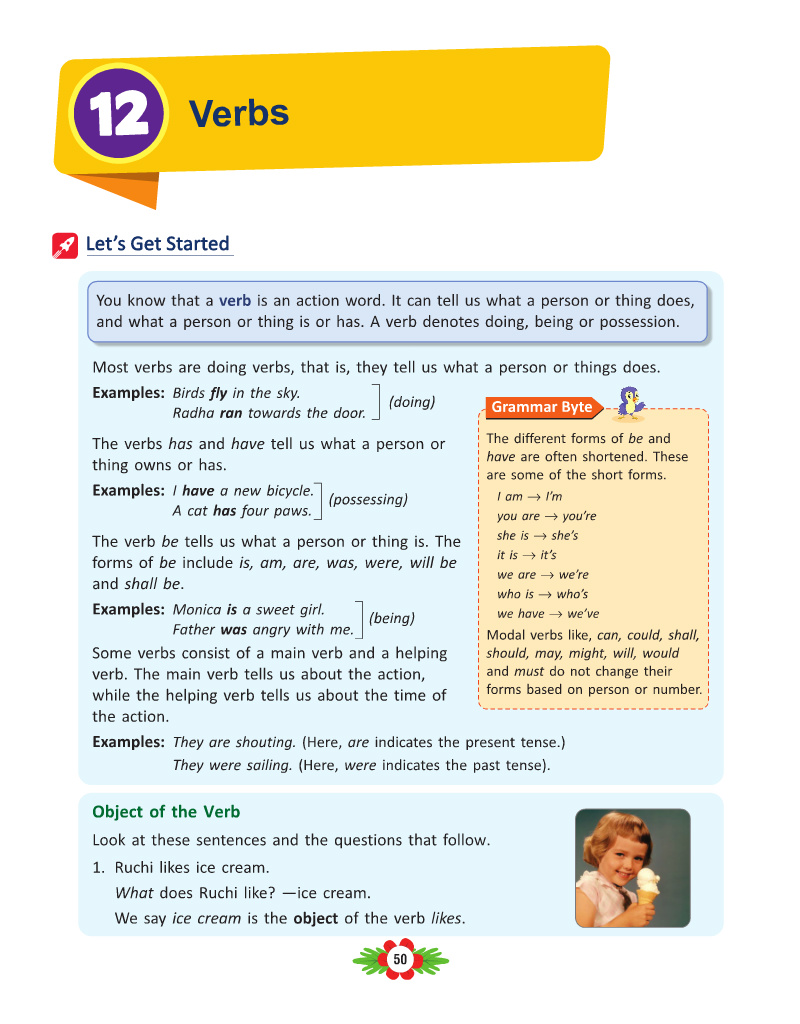 12
Verbs
Let's Get Started
You know that a verb is an action word. It can tell us what a person or thing does,
and what a person or thing is or has. A verb denotes doing, being or possession.
Most verbs are doing verbs, that is, they tell us what a person or things does.
Examples: Birds fly in the sky.
Radha ran towards the door.
(doing)
The verbs has and have tell us what a person or
thing owns or has.
Examples: I have a new bicycle.
A cat has four paws.
(possessing)
The verb be tells us what a person or thing is. The
forms of be include is, am, are, was, were, will be
and shall be.
Examples: Monica is a sweet girl.
Father was angry with me.
(being)
Some verbs consist of a main verb and a helping
verb. The main verb tells us about the action,
while the helping verb tells us about the time of
the action.
Examples: They are shouting. (Here, are indicates the present tense.)
They were sailing. (Here, were indicates the past tense).
Grammar Byte
The different forms of be and
have are often shortened. These
are some of the short forms.
I am → I'm
you are → you're
she is → she's
it is → it's
we are → we're
who is → who's
we have → we've
Modal verbs like, can, could, shall,
should, may, might, will, would
and must do not change their
forms based on person or number.
Object of the Verb
Look at these sentences and the questions that follow.
1. Ruchi likes ice cream.
What does Ruchi like? —ice cream.
We say ice cream is the object of the verb likes.
50